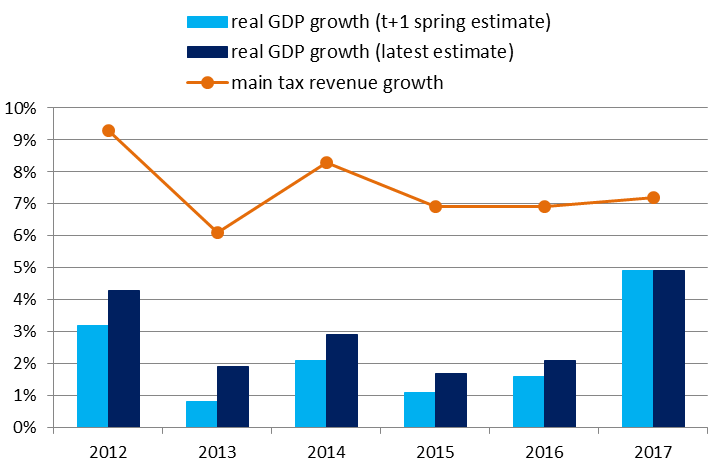 real GDP growth (t+1 spring estimate)
real GDP growth (latest estimate)
main tax revenue growth
10%
9%
8%
7%
6%
5%
4%
3%
2%
1%
0%
2012 2013 2014 2015 2016 2017